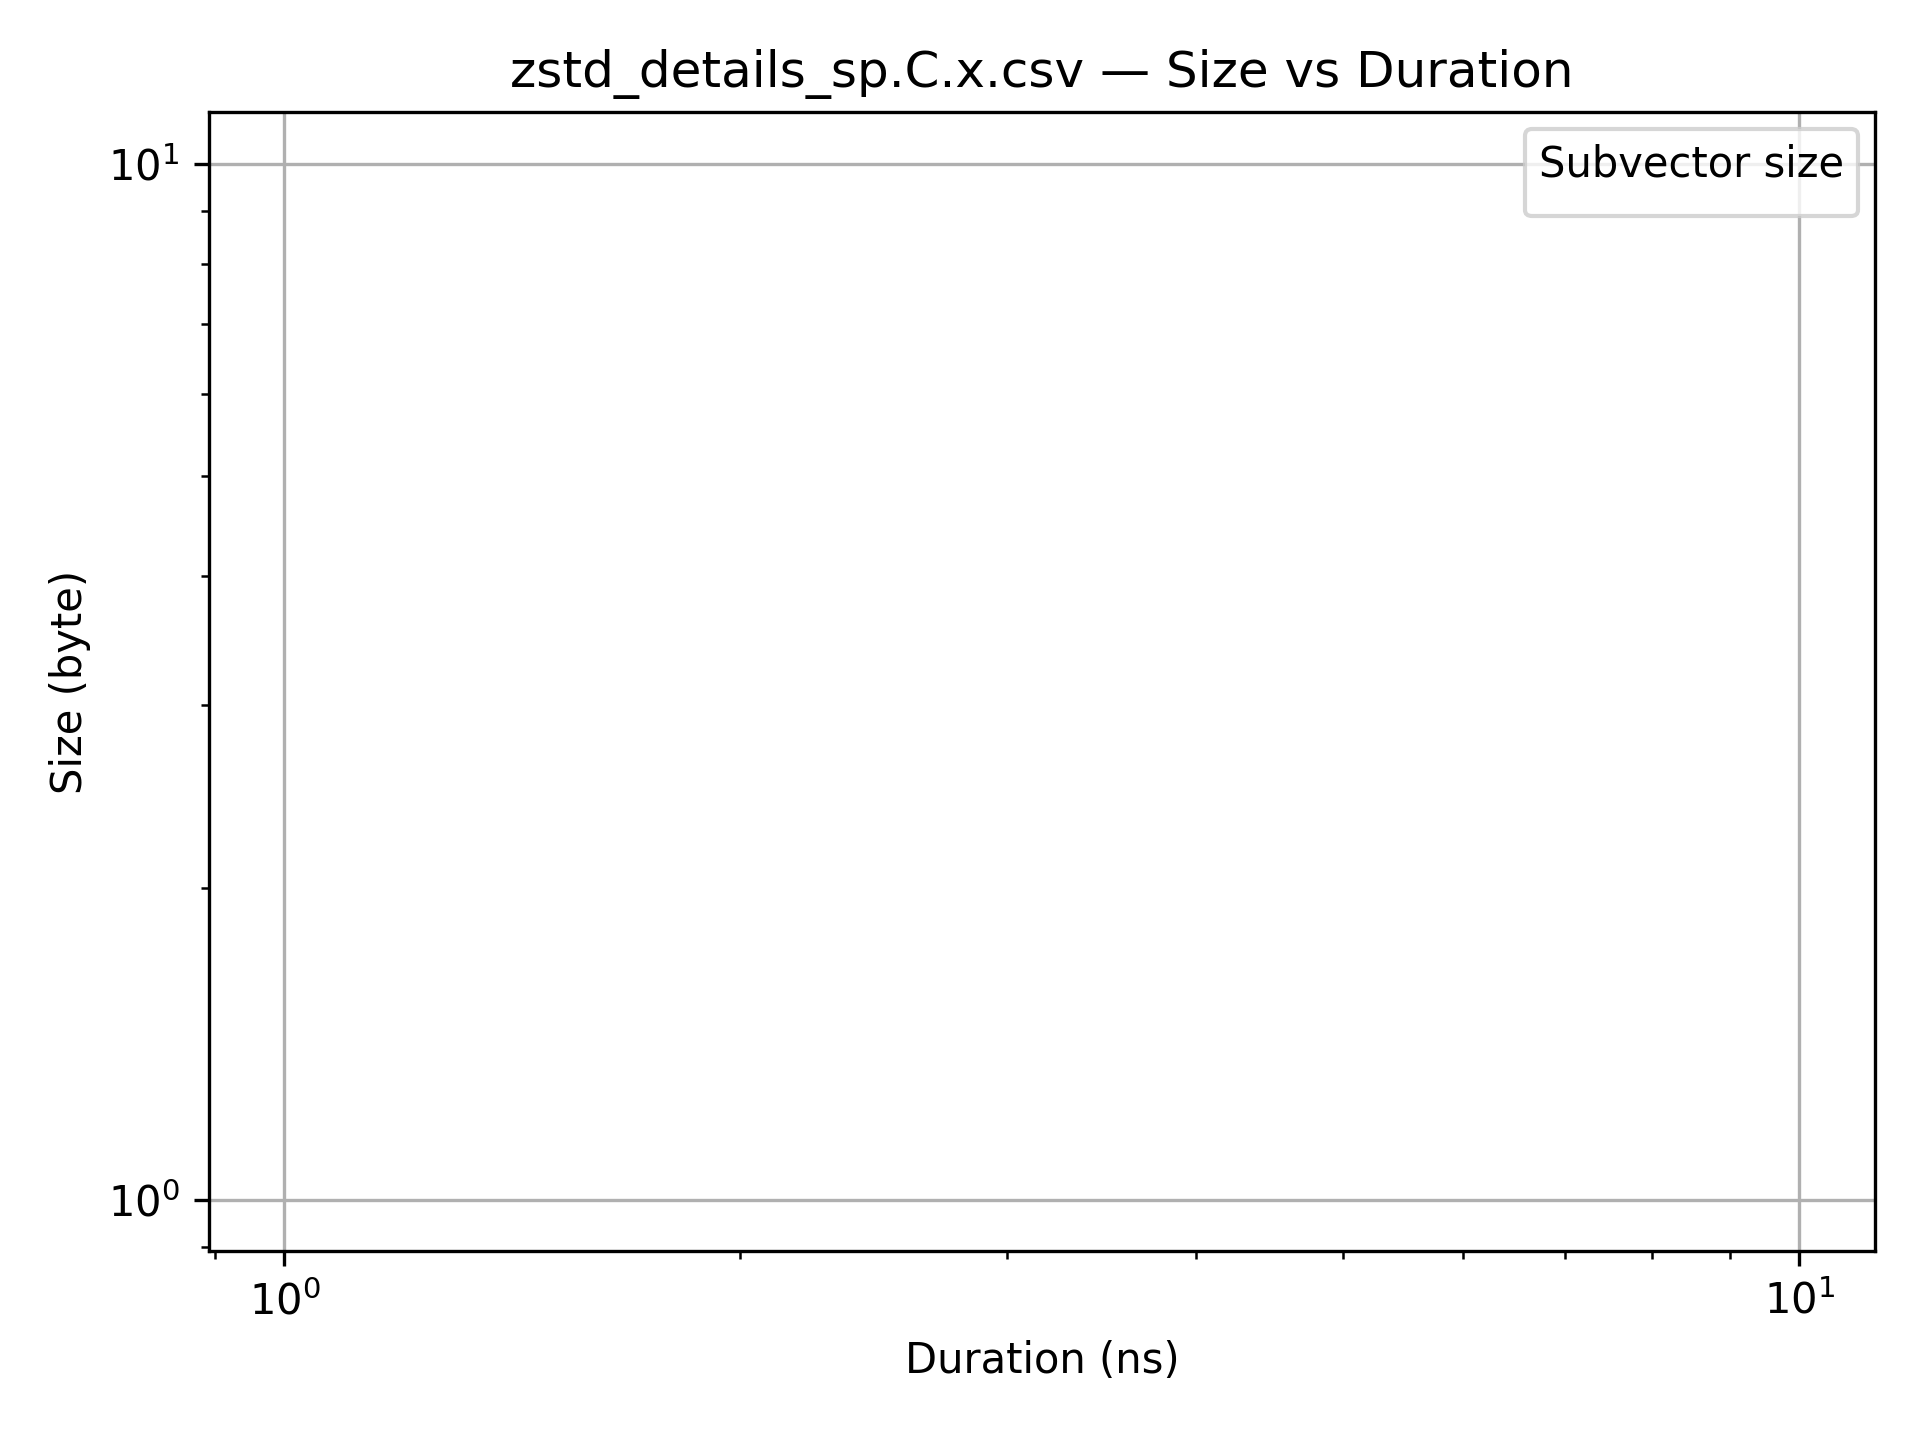 zstd_details_sp.C.x.csv — Size vs Duration
Subvector size
10¹
Size (byte)
10⁰
10⁰
10¹
Duration (ns)